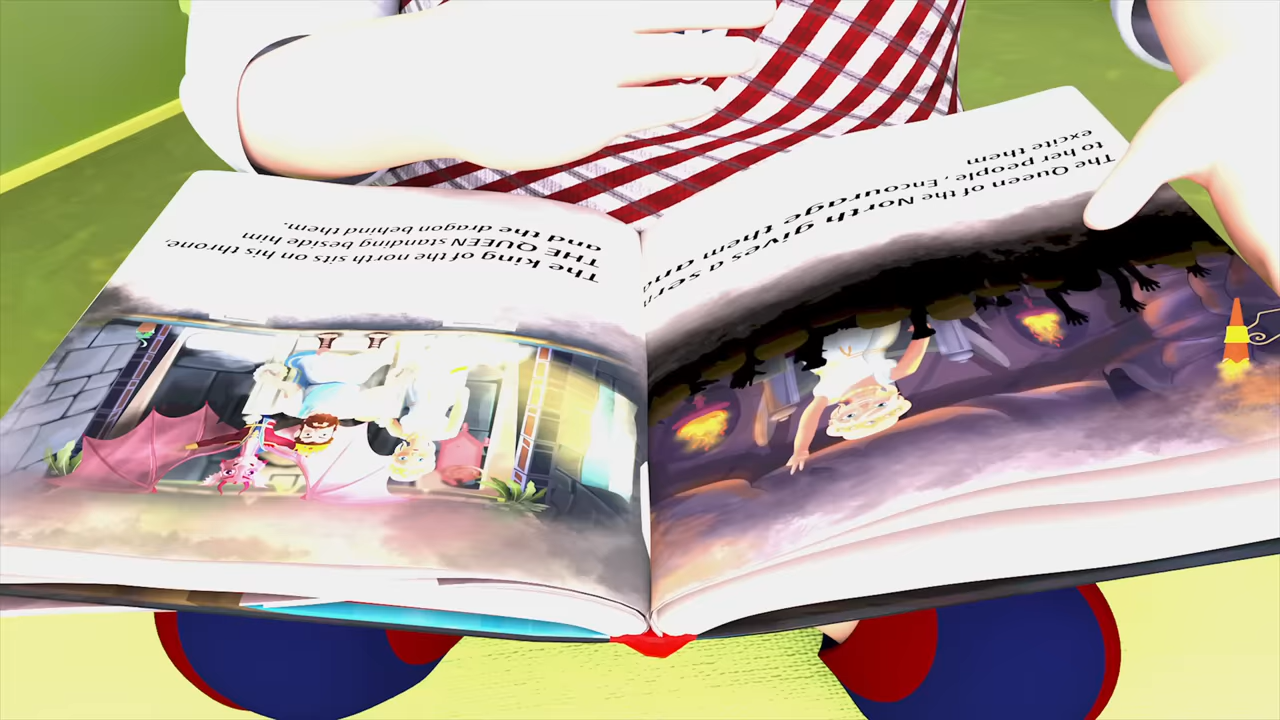 The Queen of the North gives a
to her people, Encourage them and
excite them
The king of the north sits on his throne,
THE QUEEN standing beside him
and the dragon behind them.